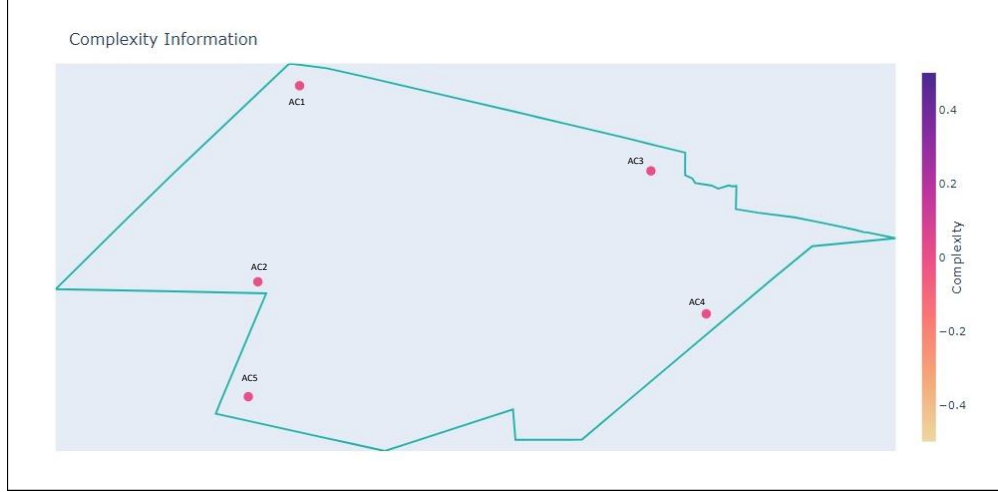 Complexity Information
AC1
AC3
AC2
AC4
AC5
0.4
0.2
0
−0.2
−0.4
Complexity